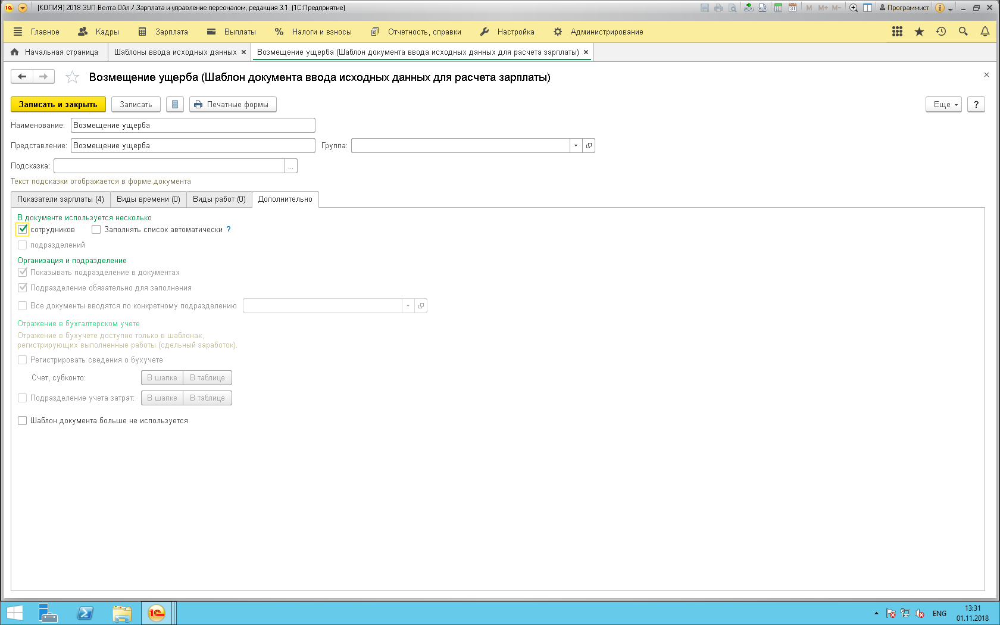 [КОПИЯ] 2018 ЗУП Велта Ойл / Зарплата и управление персоналом, редакция 3.1 (1С:Предприятие)
M M+ M- Программист
Главное Кадры Зарплата Выплаты Налоги и взносы Отчетность, справки Настройка Администрирование
Начальная страница Шаблоны ввода исходных данных × Возмещение ущерба (Шаблон документа ввода исходных данных для расчета зарплаты) ×
Возмещение ущерба (Шаблон документа ввода исходных данных для расчета зарплаты)
Записать и закрыть Записать Печатные формы Еще ?
Наименование: Возмещение ущерба
Представление: Возмещение ущерба Группа:
Подсказка: ...
Текст подсказки отображается в форме документа
Показатели зарплаты (4) Виды времени (0) Виды работ (0) Дополнительно
В документе используется несколько
сотрудников Заполнять список автоматически ?
подразделений
Организация и подразделение
Показывать подразделение в документах
Подразделение обязательно для заполнения
Все документы вводятся по конкретному подразделению
Отражение в бухгалтерском учете
Отражение в бухучете доступно только в шаблонах,
регистрирующих выполненные работы (сдельный заработок).
Регистрировать сведения о бухучете
Счет, субконто: В шапке В таблице
Подразделение учета затрат: В шапке В таблице
Шаблон документа больше не используется
ENG 13:31
01.11.2018